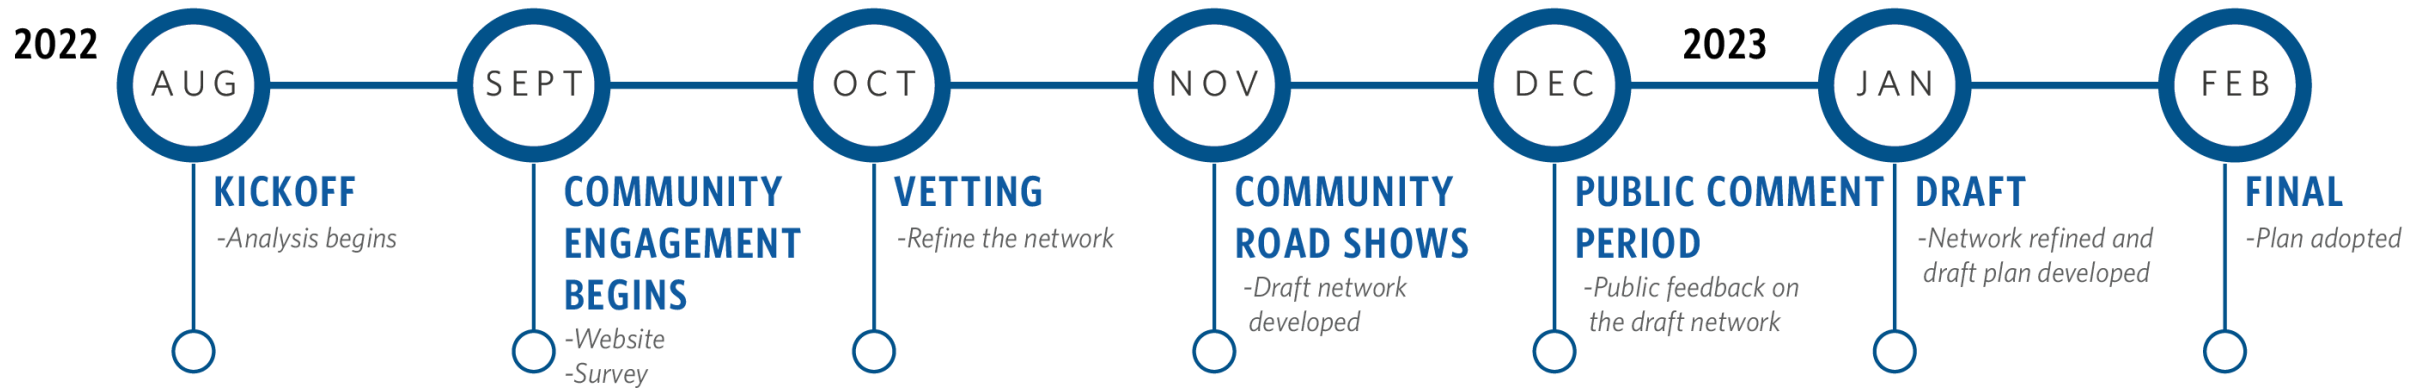 2022
AUG
SEPT
OCT
NOV
DEC
2023
JAN
FEB
KICKOFF
-Analysis begins
COMMUNITY
ENGAGEMENT
BEGINS
-Website
-Survey
VETTING
-Refine the network
COMMUNITY
ROAD SHOWS
-Draft network
developed
PUBLIC COMMENT
PERIOD
-Public feedback on
the draft network
DRAFT
-Network refined and
draft plan developed
FINAL
-Plan adopted